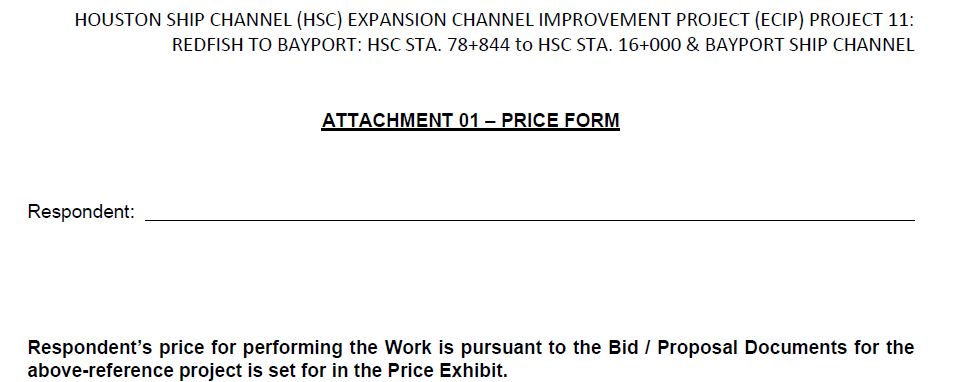 HOUSTON SHIP CHANNEL (HSC) EXPANSION CHANNEL IMPROVEMENT PROJECT (ECIP) PROJECT 11:
REDFISH TO BAYPORT: HSC STA. 78+844 to HSC STA. 16+000 & BAYPORT SHIP CHANNEL
ATTACHMENT 01 – PRICE FORM
Respondent:
Respondent's price for performing the Work is pursuant to the Bid / Proposal Documents for the
above-reference project is set for in the Price Exhibit.